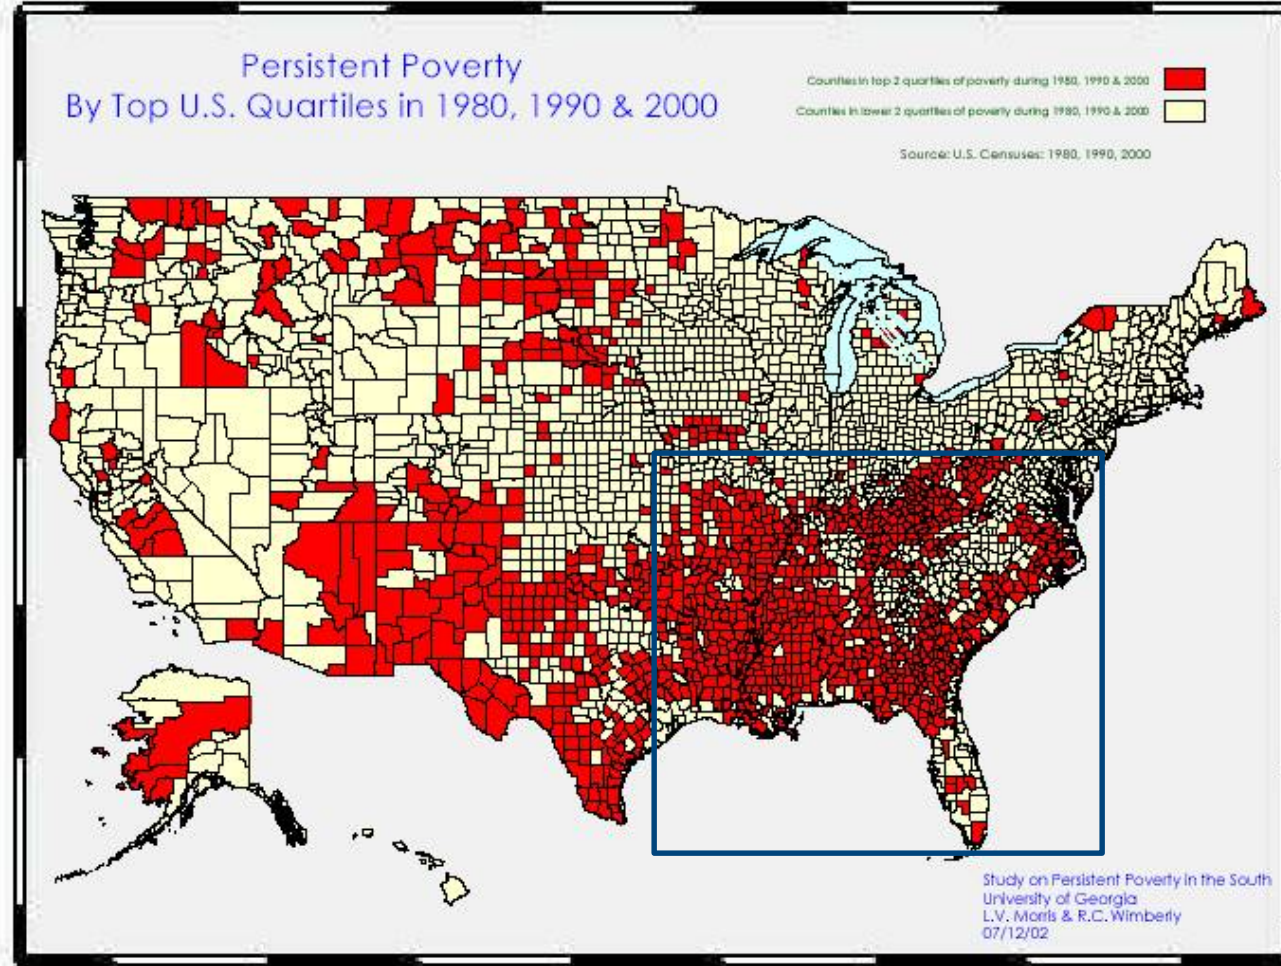 Persistent Poverty
By Top U.S. Quartiles in 1980, 1990 & 2000
Counties in top 2 quartiles of poverty during 1980, 1990 & 2000
Counties in lower 2 quartiles of poverty during 1980, 1990 & 2000
Source: U.S. Censuses: 1980, 1990, 2000
Study on Persistent Poverty in the South
University of Georgia
L.V. Morris & R.C. Wimberly
07/12/02